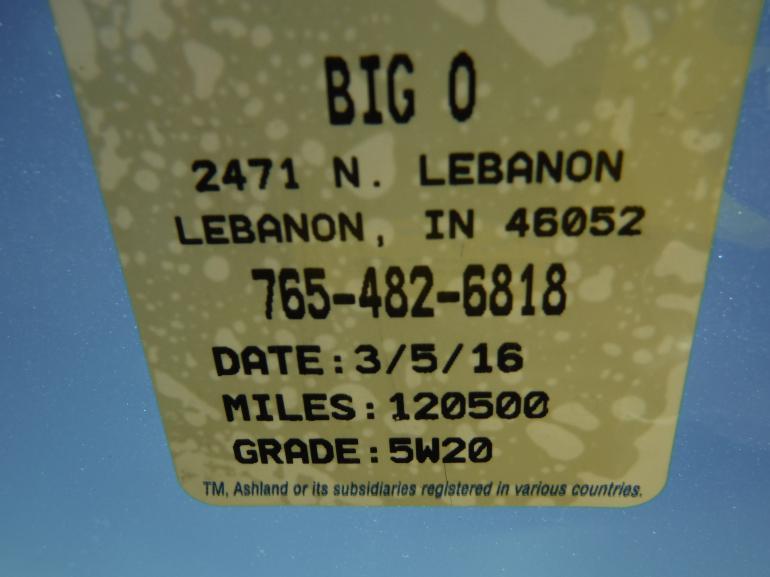 BIG O
2471 N. LEBANON
LEBANON, IN 46052
765-482-6818
DATE:3/5/16
MILES:120500
GRADE:5W20
TM, Ashland or its subsidiaries registered in various countries.